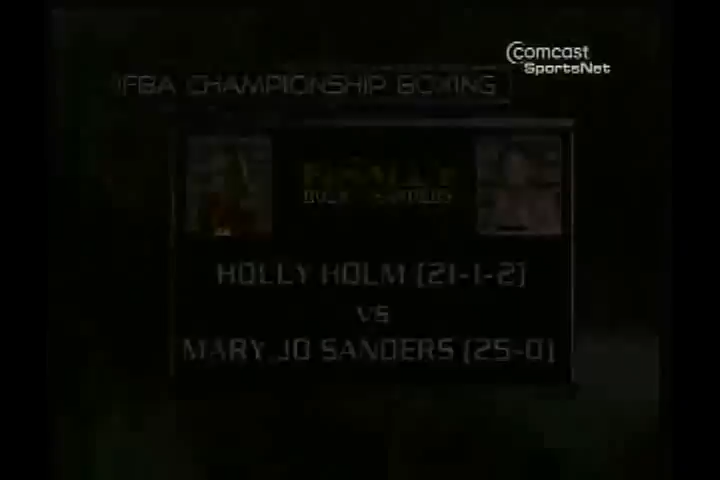 Comcast
SportsNet
IFBA CHAMPIONSHIP BOXING
HOLLY HOLM (21-1-2)
VS
MARY JO SANDERS (25-0)